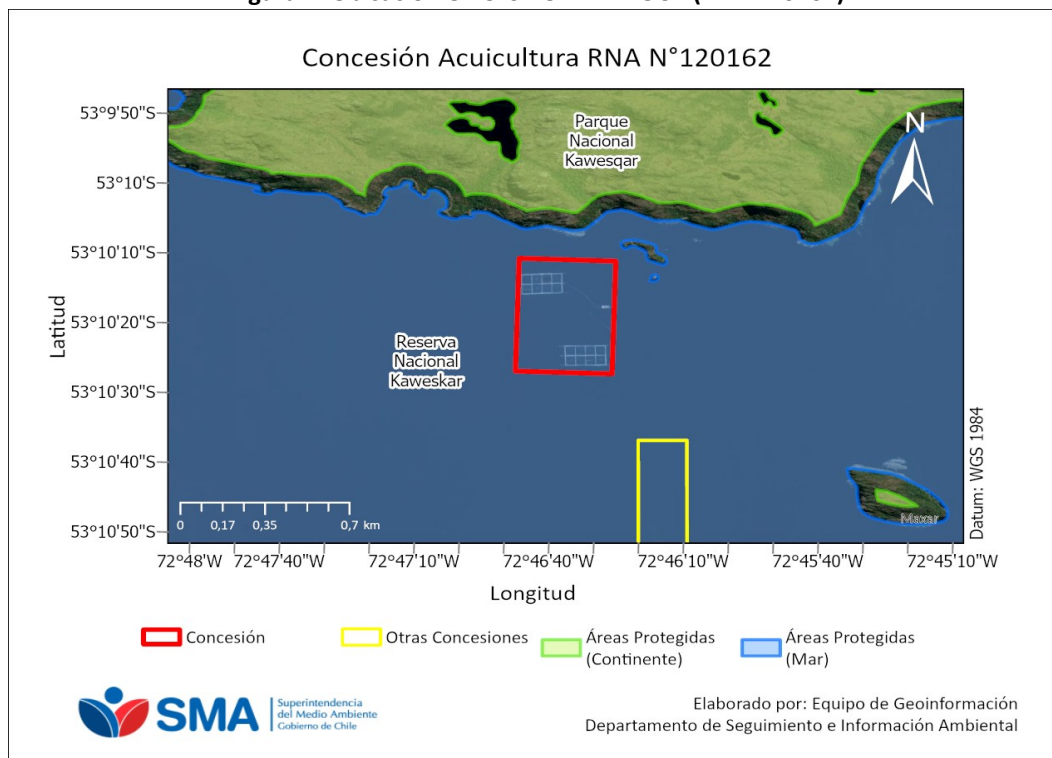 Concesión Acuicultura RNA N°120162
53°9'50"S
53°10'S
53°10'10"S
53°10'20"S
53°10'30"S
53°10'40"S
53°10'50"S
Latitud
Parque
Nacional
Kawesqar
N
Reserva
Nacional
Kaweskar
Datum: WGS 1984
Maxar
0 0,17 0,35 0,7 km
72°48'W 72°47'40"W 72°47'10"W 72°46'40"W 72°46'10"W 72°45'40"W 72°45'10"W
Longitud
Concesión
Otras Concesiones
Áreas Protegidas
(Continente)
Áreas Protegidas
(Mar)
SMA
Superintendencia
del Medio Ambiente
Gobierno de Chile
Elaborado por: Equipo de Geoinformación
Departamento de Seguimiento e Información Ambiental